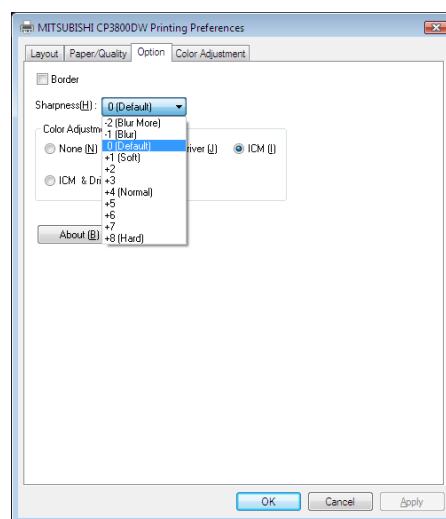 MITSUBISHI CP3800DW Printing Preferences
Layout Paper/Quality Option Color Adjustment
Border
Sharpness(H): 0 (Default)
-2 (Blur More)
-1 (Blur)
0 (Default)
+1 (Soft)
+2
+3
+4 (Normal)
+5
+6
+7
+8 (Hard)
Color Adjustm
None (N) river (J) ICM (I)
ICM & Dri
About (B)
OK Cancel Apply